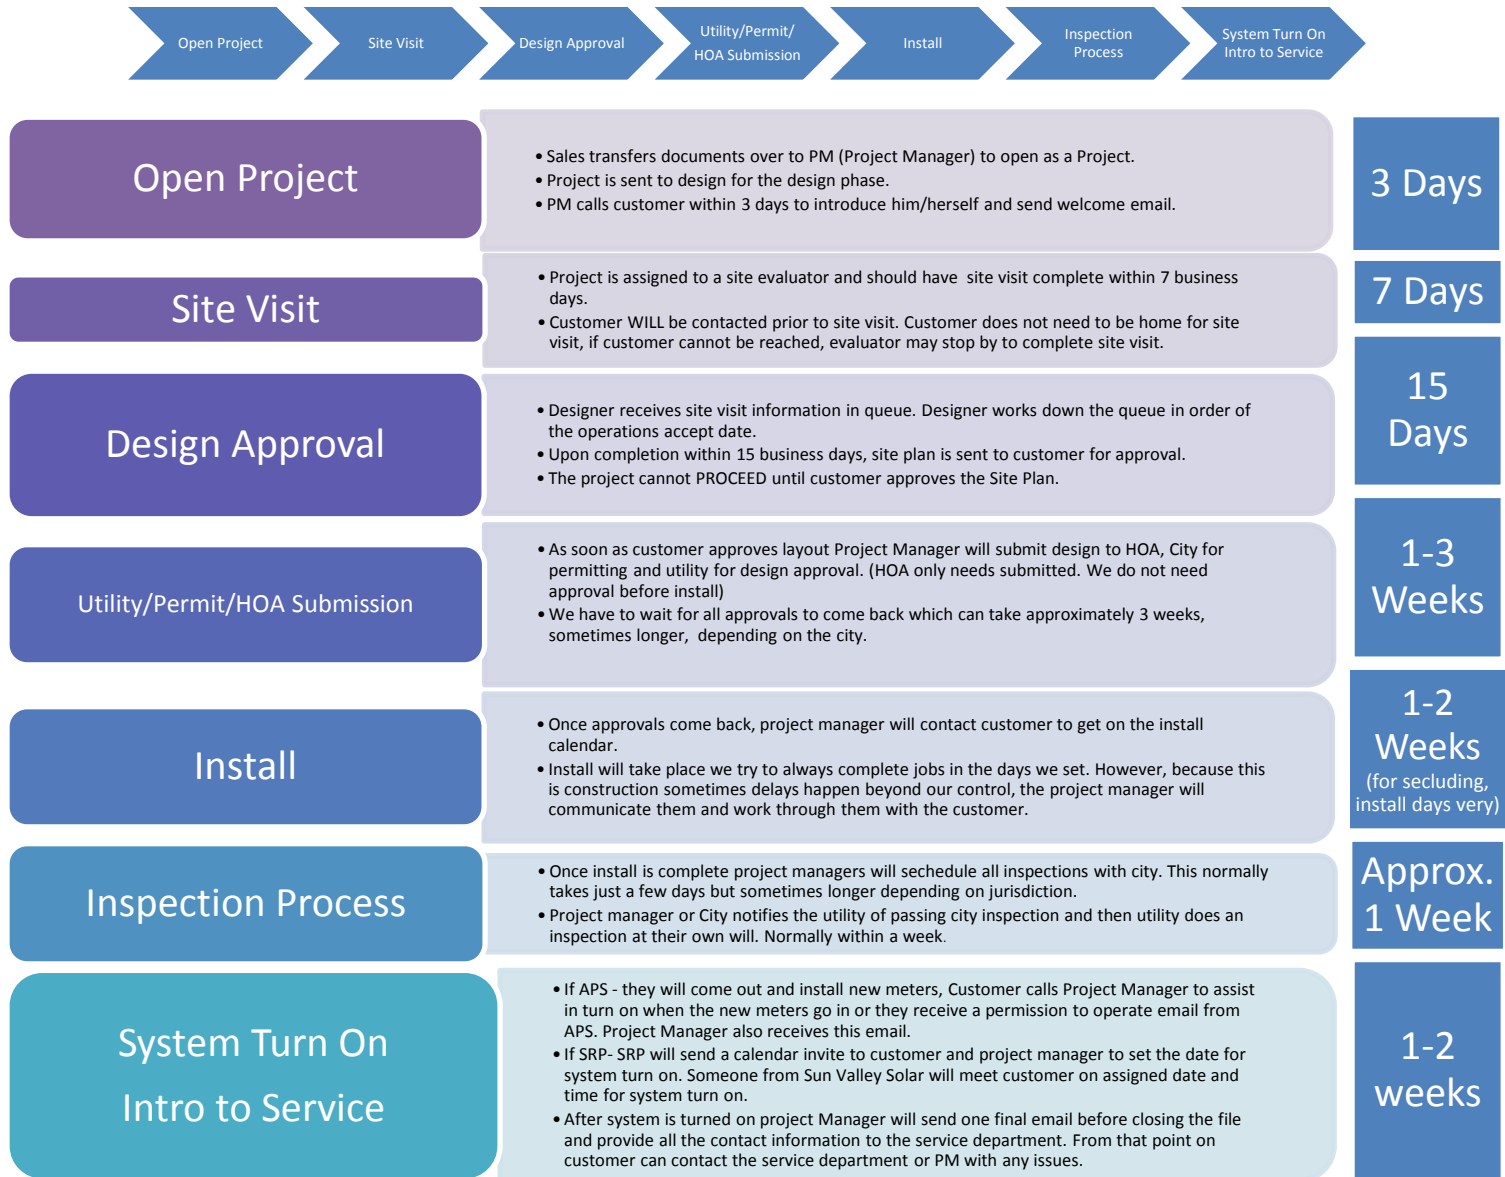 Open Project
Site Visit
Design Approval
Utility/Permit/
HOA Submission
Install
Inspection
Process
System Turn On
Intro to Service
Open Project
• Sales transfers documents over to PM (Project Manager) to open as a Project.
• Project is sent to design for the design phase.
• PM calls customer within 3 days to introduce him/herself and send welcome email.
3 Days
Site Visit
• Project is assigned to a site evaluator and should have  site visit complete within 7 business
days.
• Customer WILL be contacted prior to site visit. Customer does not need to be home for site
visit, if customer cannot be reached, evaluator may stop by to complete site visit.
7 Days
Design Approval
• Designer receives site visit information in queue. Designer works down the queue in order of
the operations accept date.
• Upon completion within 15 business days, site plan is sent to customer for approval.
• The project cannot PROCEED until customer approves the Site Plan.
15
Days
Utility/Permit/HOA Submission
• As soon as customer approves layout Project Manager will submit design to HOA, City for
permitting and utility for design approval. (HOA only needs submitted. We do not need
approval before install)
• We have to wait for all approvals to come back which can take approximately 3 weeks,
sometimes longer,  depending on the city.
1-3
Weeks
Install
• Once approvals come back, project manager will contact customer to get on the install
calendar.
• Install will take place we try to always complete jobs in the days we set. However, because this
is construction sometimes delays happen beyond our control, the project manager will
communicate them and work through them with the customer.
1-2
Weeks
(for secluding,
install days very)
Inspection Process
• Once install is complete project managers will sechedule all inspections with city. This normally
takes just a few days but sometimes longer depending on jurisdiction.
• Project manager or City notifies the utility of passing city inspection and then utility does an
inspection at their own will. Normally within a week.
Approx.
1 Week
System Turn On
Intro to Service
• If APS - they will come out and install new meters, Customer calls Project Manager to assist
in turn on when the new meters go in or they receive a permission to operate email from
APS. Project Manager also receives this email.
• If SRP- SRP will send a calendar invite to customer and project manager to set the date for
system turn on. Someone from Sun Valley Solar will meet customer on assigned date and
time for system turn on.
• After system is turned on project Manager will send one final email before closing the file
and provide all the contact information to the service department. From that point on
customer can contact the service department or PM with any issues.
1-2
weeks